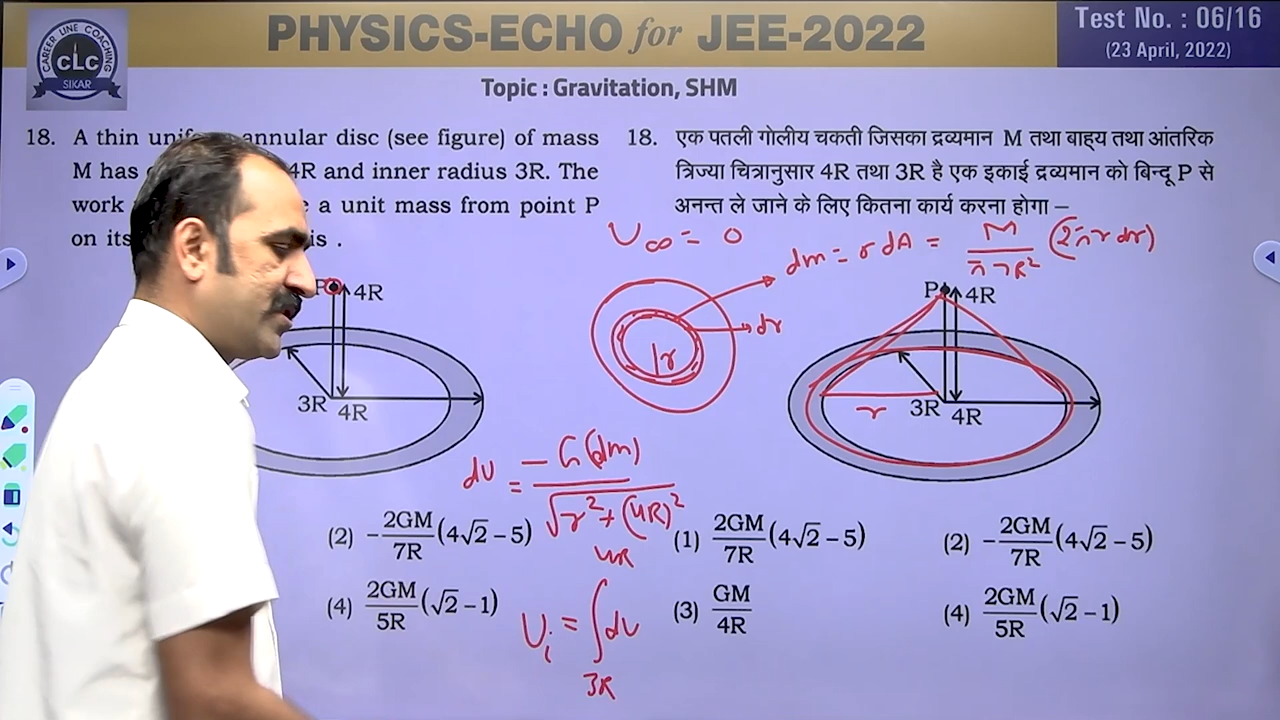 PHYSICS-ECHO for JEE-2022
Test No. : 06/16
(23 April, 2022)
CAREER LINE COACHING
CLC
SIKAR
Topic : Gravitation, SHM
18. A thin annular disc (see figure) of mass
M has 4R and inner radius 3R. The
work a unit mass from point P
on its is .
P 4R
3R 4R
(2) -2GM/7R (4√2 – 5)
(4) 2GM/5R (√2 – 1)
18. एक पतली गोलीय चकती जिसका द्रव्यमान M तथा बाह्य तथा आंतरिक
त्रिज्या चित्रानुसार 4R तथा 3R है एक इकाई द्रव्यमान को बिन्दू P से
अनन्त ले जाने के लिए कितना कार्य करना होगा –
U∞ = 0
dm = σ dA = M/π7R² (2πr dr)
r
dr
P 4R
r 3R 4R
dU = -G(dm)/√r²+(4R)²
4R
Ui = ∫dU
3R
(1) 2GM/7R (4√2 – 5)
(2) -2GM/7R (4√2 – 5)
(3) GM/4R
(4) 2GM/5R (√2 – 1)